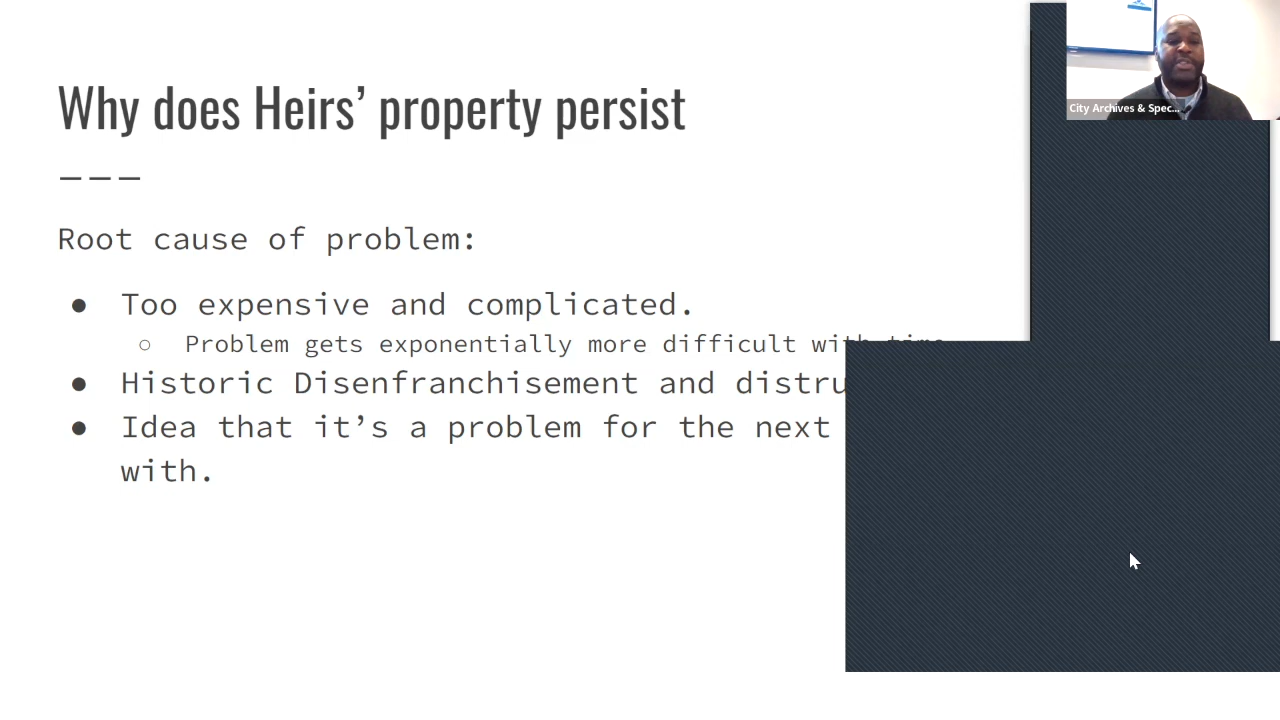 City Archives & Spec...
Why does Heirs’ property persist
Root cause of problem:
● Too expensive and complicated.
○ Problem gets exponentially more difficult with time
● Historic Disenfranchisement and distru
● Idea that it’s a problem for the next
with.